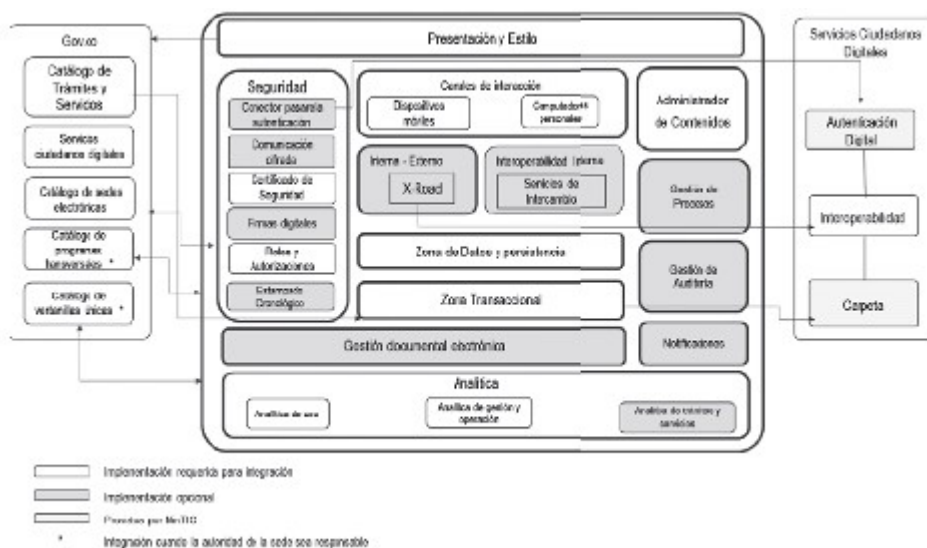 Gov.co
Catálogo de
Trámites y
Servicios
Servicios
ciudadanos digitales
Catálogo de sedes
electrónicas
Catálogo de
programas
transversales *
Catálogo de
ventanillas únicas *
Presentación y Estilo
Seguridad
Conector pasarela
autenticación
Comunicación
cifrada
Certificado de
Seguridad
Firmas digitales
Roles y
Autorizaciones
Estampado
Cronológico
Canales de interacción
Dispositivos
móviles
Computadores
personales
Interna - Externo
X-Road
Interoperabilidad Interna
Servicios de
Intercambio
Zona de Datos y persistencia
Zona Transaccional
Administrador
de Contenidos
Gestión de
Procesos
Gestión de
Auditoría
Gestión documental electrónica
Notificaciones
Analítica
Analítica de uso
Analítica de gestión y
operación
Analítica de trámites y
servicios
Servicios Ciudadanos
Digitales
Autenticación
Digital
Interoperabilidad
Carpeta
Implementación requerida para integración
Implementación opcional
Provistas por MinTIC
* Integración cuando la autoridad de la sede sea responsable